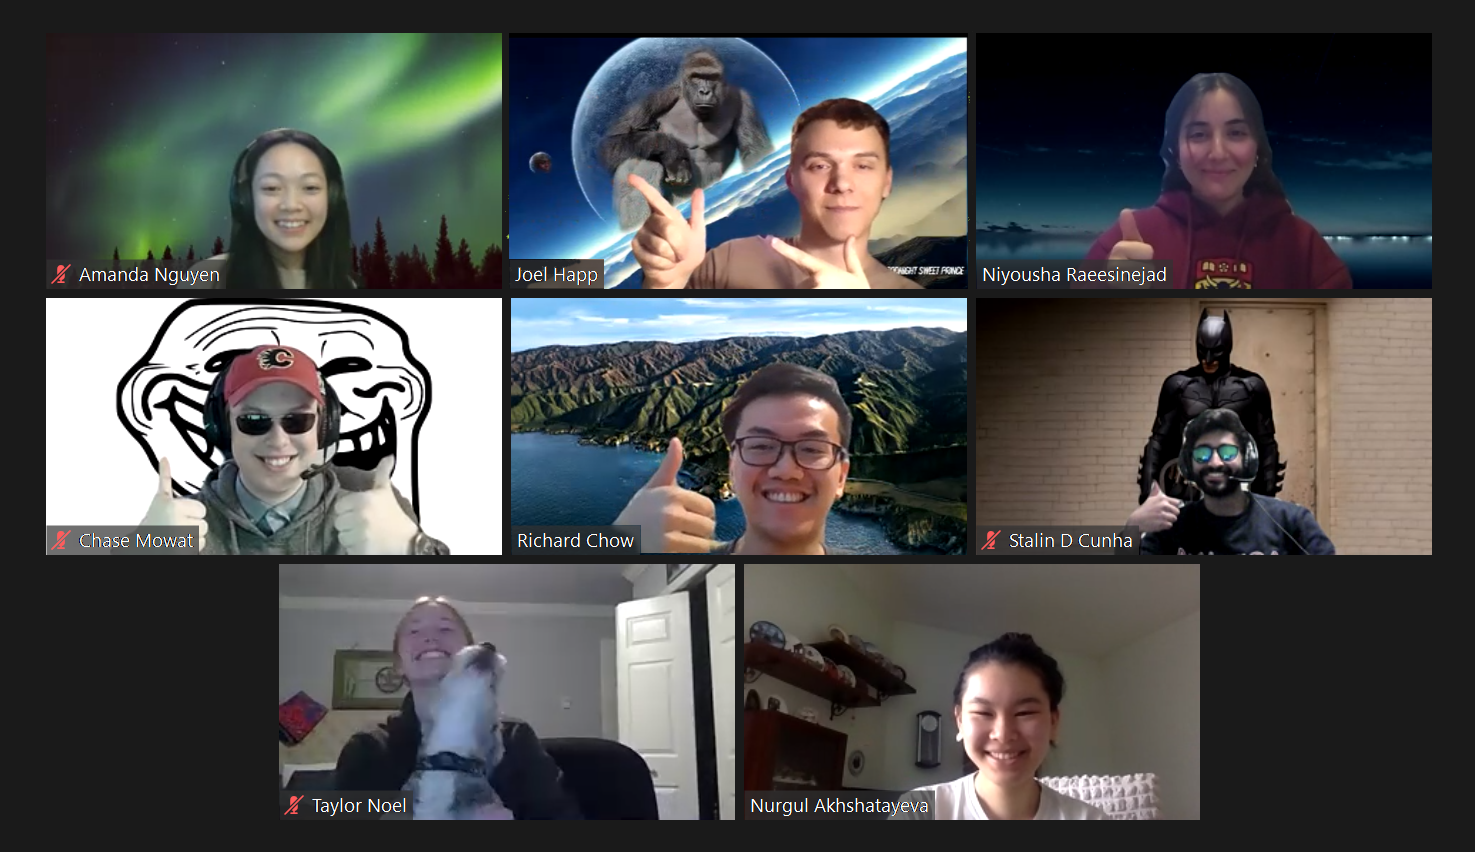 Amanda Nguyen
Joel Happ
GOODNIGHT SWEET PRINCE
Niyousha Raeesinejad
C
Chase Mowat
Richard Chow
Stalin D Cunha
Taylor Noel
Nurgul Akhshatayeva